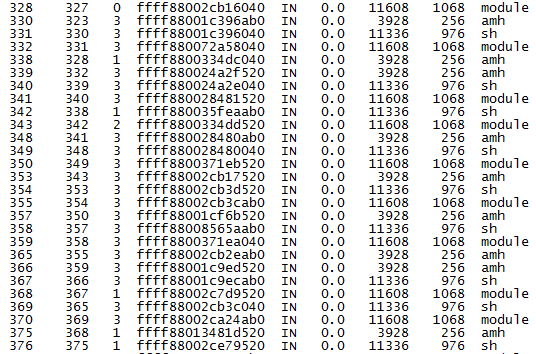 328 327 0 ffff88002cb16040 IN 0.0 11608 1068 module
330 323 3 ffff88001c396ab0 IN 0.0 3928 256 amh
331 330 3 ffff88001c396040 IN 0.0 11336 976 sh
332 331 3 ffff880072a58040 IN 0.0 11608 1068 module
338 328 1 ffff8800334dc040 IN 0.0 3928 256 amh
339 332 3 ffff880024a2f520 IN 0.0 3928 256 amh
340 339 3 ffff880024a2e040 IN 0.0 11336 976 sh
341 340 3 ffff880028481520 IN 0.0 11608 1068 module
342 338 1 ffff8800035feaab0 IN 0.0 11336 976 sh
343 342 2 ffff8800334dd520 IN 0.0 11608 1068 module
348 341 3 ffff880028480ab0 IN 0.0 3928 256 amh
349 348 3 ffff880028480040 IN 0.0 11336 976 sh
350 349 3 ffff8800371eb520 IN 0.0 11608 1068 module
353 343 3 ffff88002cb17520 IN 0.0 3928 256 amh
354 353 3 ffff88002cb3d520 IN 0.0 11336 976 sh
355 354 3 ffff88002cb3cab0 IN 0.0 11608 1068 module
357 350 3 ffff88001cf6b520 IN 0.0 3928 256 amh
358 357 3 ffff88008565aab0 IN 0.0 11336 976 sh
359 358 3 ffff8800371ea040 IN 0.0 11608 1068 module
365 355 3 ffff88002cb2eab0 IN 0.0 3928 256 amh
366 359 3 ffff88001c9ed520 IN 0.0 3928 256 amh
367 366 3 ffff88001c9ecab0 IN 0.0 11336 976 sh
368 367 1 ffff88002c7d9520 IN 0.0 11608 1068 module
369 365 3 ffff88002cb3c040 IN 0.0 11336 976 sh
370 369 3 ffff88002ca24ab0 IN 0.0 11608 1068 module
375 368 1 ffff88013481d520 IN 0.0 3928 256 amh
376 375 1 ffff88002ce79520 IN 0.0 11336 976 sh